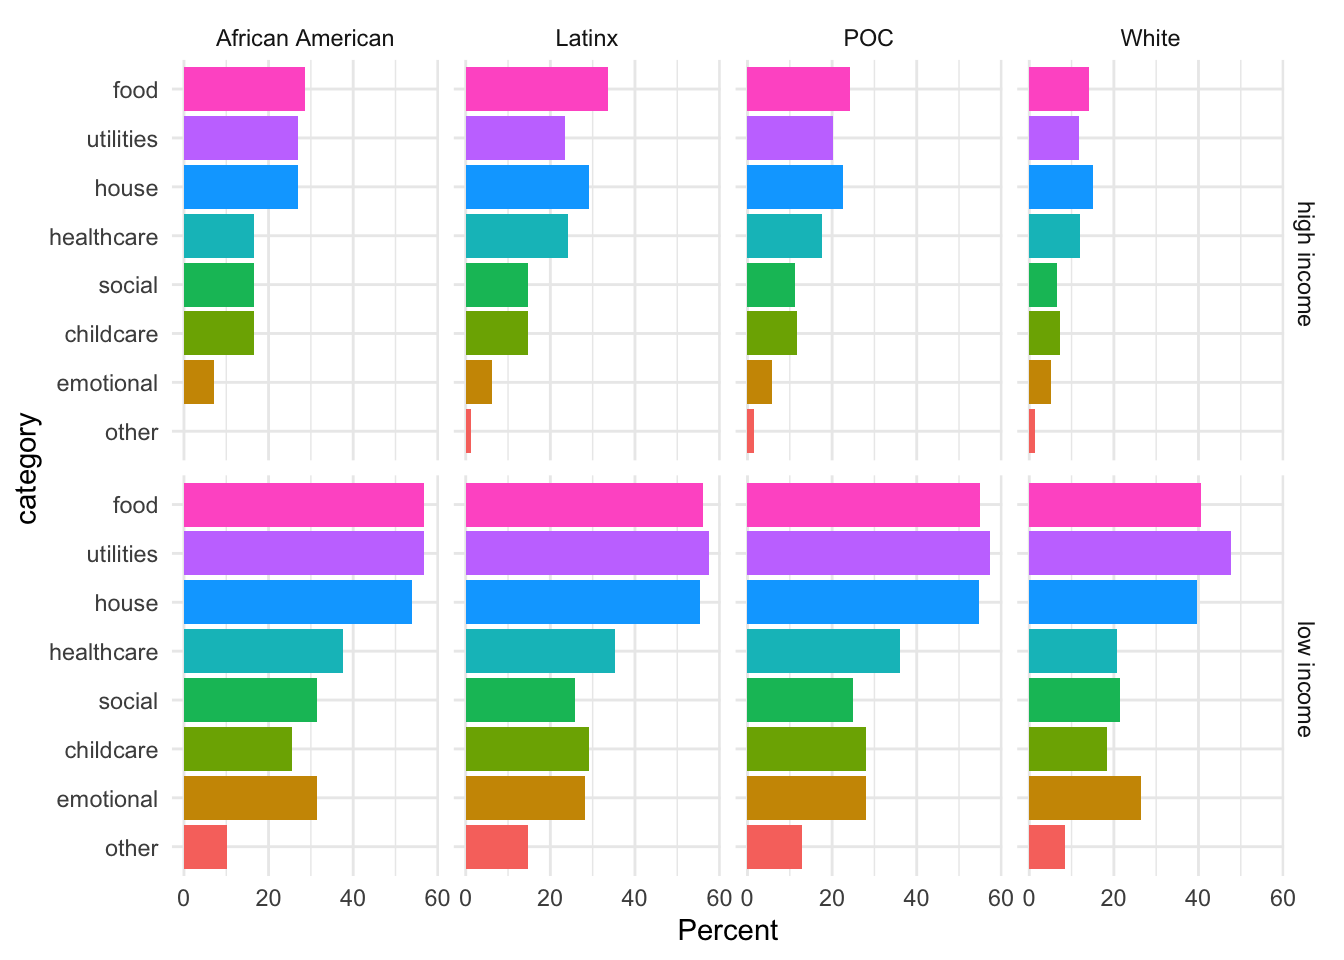 African American Latinx POC White
food
utilities
house
healthcare
social
childcare
emotional
other
high income
category
food
utilities
house
healthcare
social
childcare
emotional
other
low income
0 20 40 60 0 20 40 60 0 20 40 60 0 20 40 60
Percent